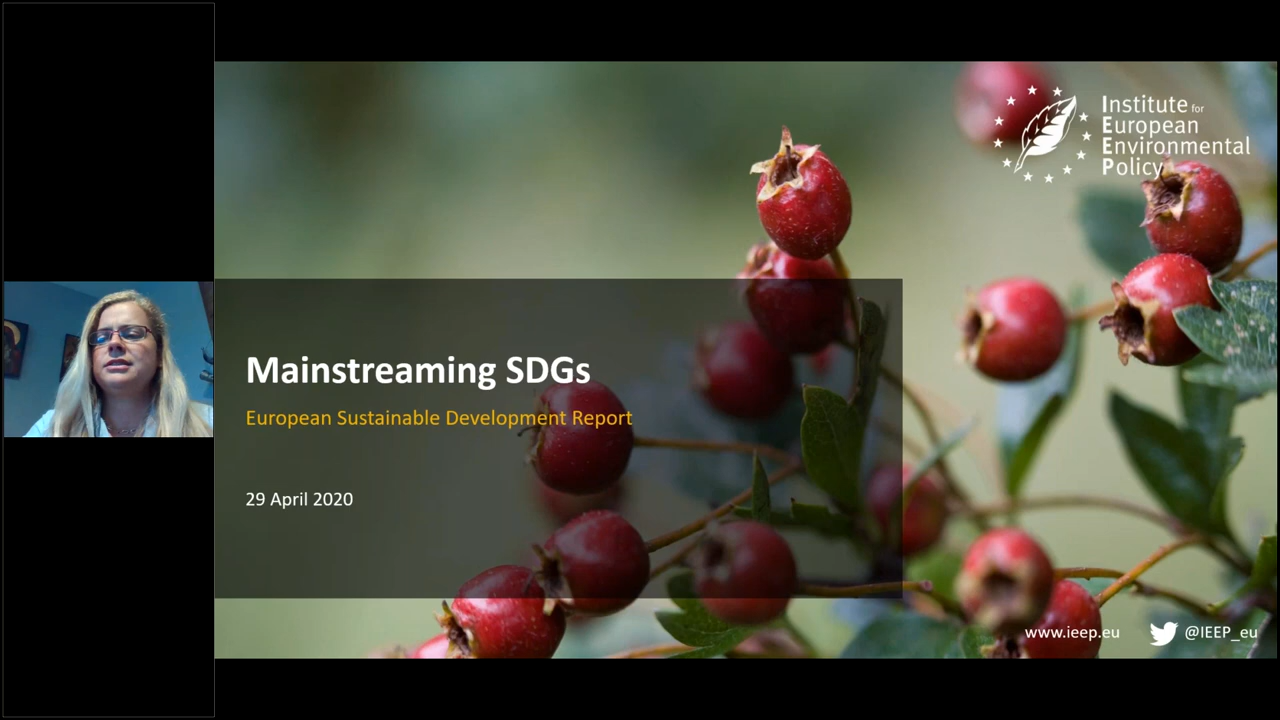 Institute for
European
Environmental
Policy
Mainstreaming SDGs
European Sustainable Development Report
29 April 2020
www.ieep.eu
@IEEP_eu